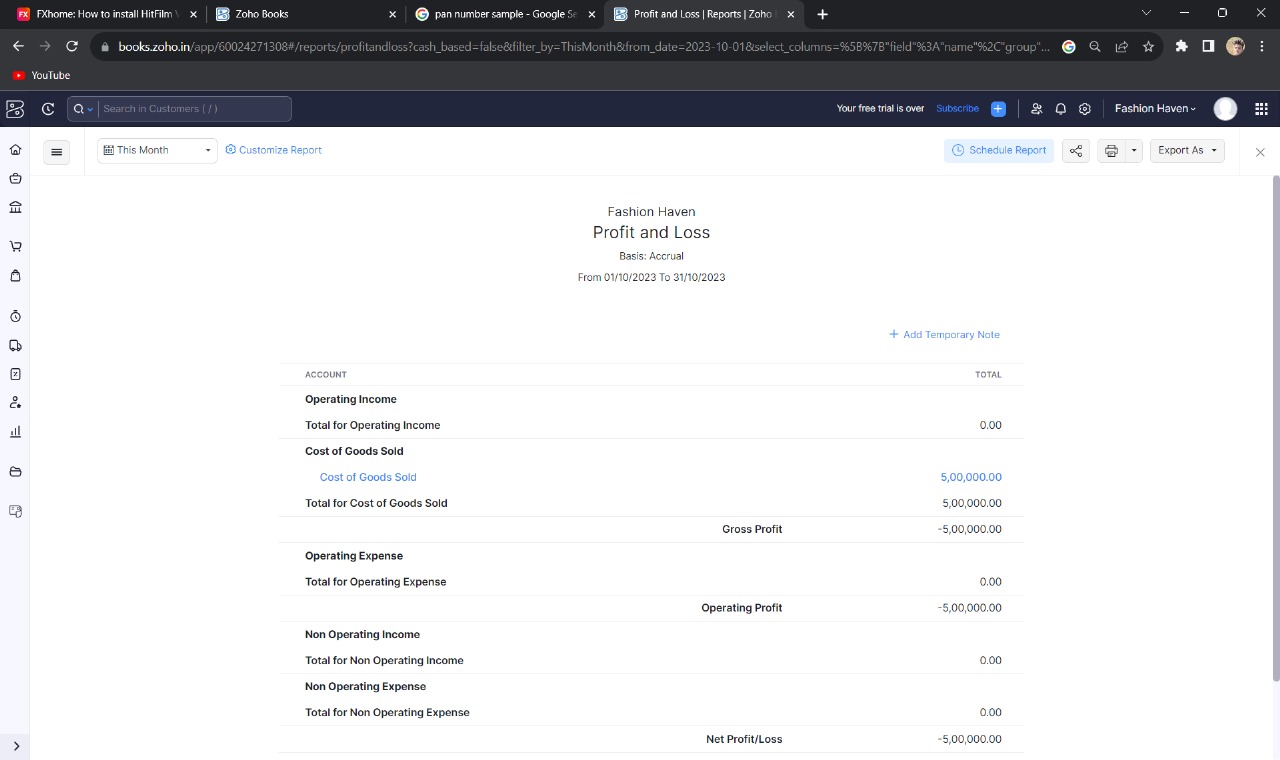 FXhome: How to install HitFilm
Zoho Books
pan number sample - Google Se
Profit and Loss | Reports | Zoho
books.zoho.in/app/60024271308#/reports/profitandloss?cash_based=false&filter_by=ThisMonth&from_date=2023-10-01&select_columns=%5B%7B"field"%3A"name"%2C"group"...
YouTube
Search in Customers ( / )
Your free trial is over Subscribe
Fashion Haven
This Month
Customize Report
Schedule Report
Export As
Fashion Haven
Profit and Loss
Basis: Accrual
From 01/10/2023 To 31/10/2023
+ Add Temporary Note
ACCOUNT TOTAL
Operating Income
Total for Operating Income 0.00
Cost of Goods Sold
Cost of Goods Sold 5,00,000.00
Total for Cost of Goods Sold 5,00,000.00
Gross Profit -5,00,000.00
Operating Expense
Total for Operating Expense 0.00
Operating Profit -5,00,000.00
Non Operating Income
Total for Non Operating Income 0.00
Non Operating Expense
Total for Non Operating Expense 0.00
Net Profit/Loss -5,00,000.00